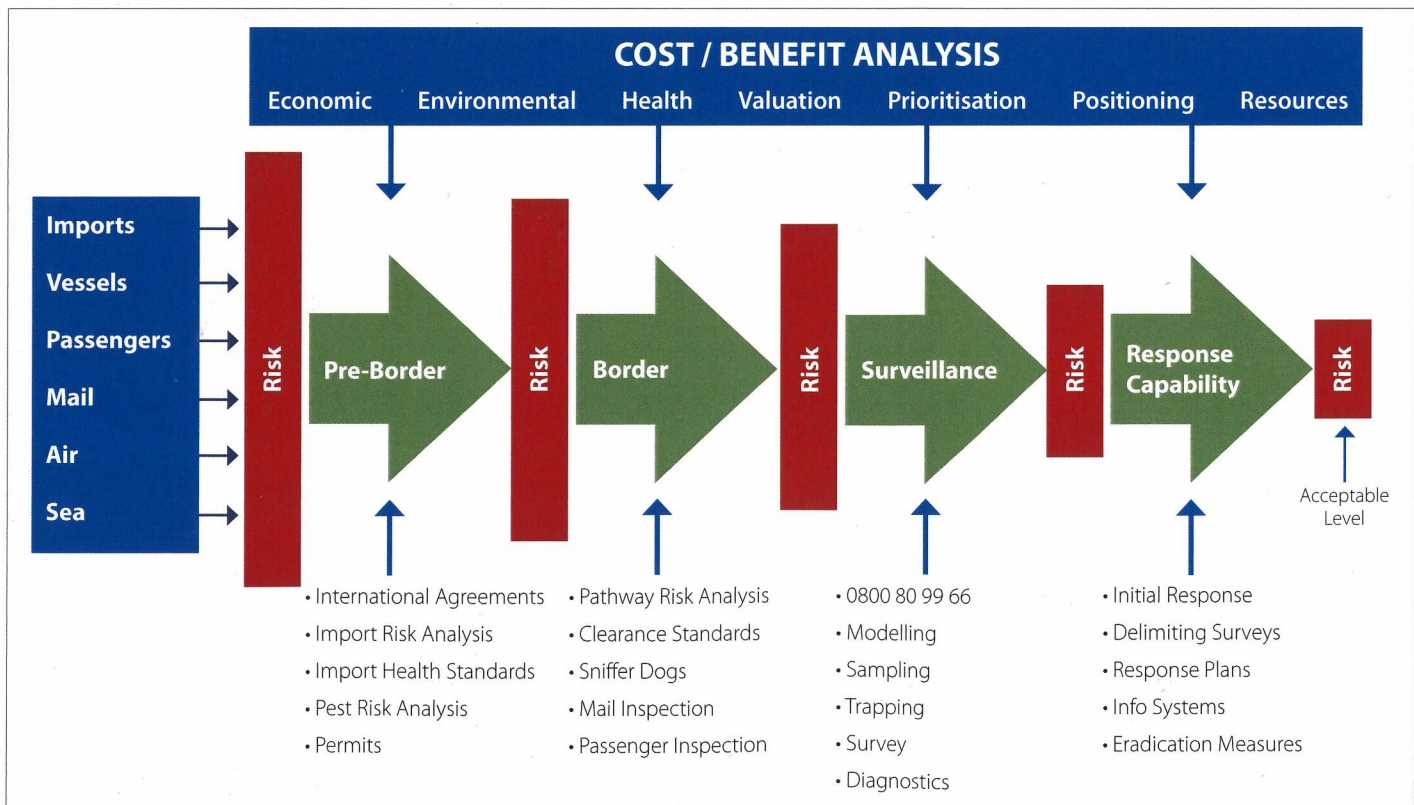 COST / BENEFIT ANALYSIS
Economic Environmental Health Valuation Prioritisation Positioning Resources
Imports
Vessels
Passengers
Mail
Air
Sea
Risk
Pre-Border
Risk
Border
Risk
Surveillance
Risk
Response
Capability
Risk
Acceptable
Level
• International Agreements
• Import Risk Analysis
• Import Health Standards
• Pest Risk Analysis
• Permits
• Pathway Risk Analysis
• Clearance Standards
• Sniffer Dogs
• Mail Inspection
• Passenger Inspection
• 0800 80 99 66
• Modelling
• Sampling
• Trapping
• Survey
• Diagnostics
• Initial Response
• Delimiting Surveys
• Response Plans
• Info Systems
• Eradication Measures